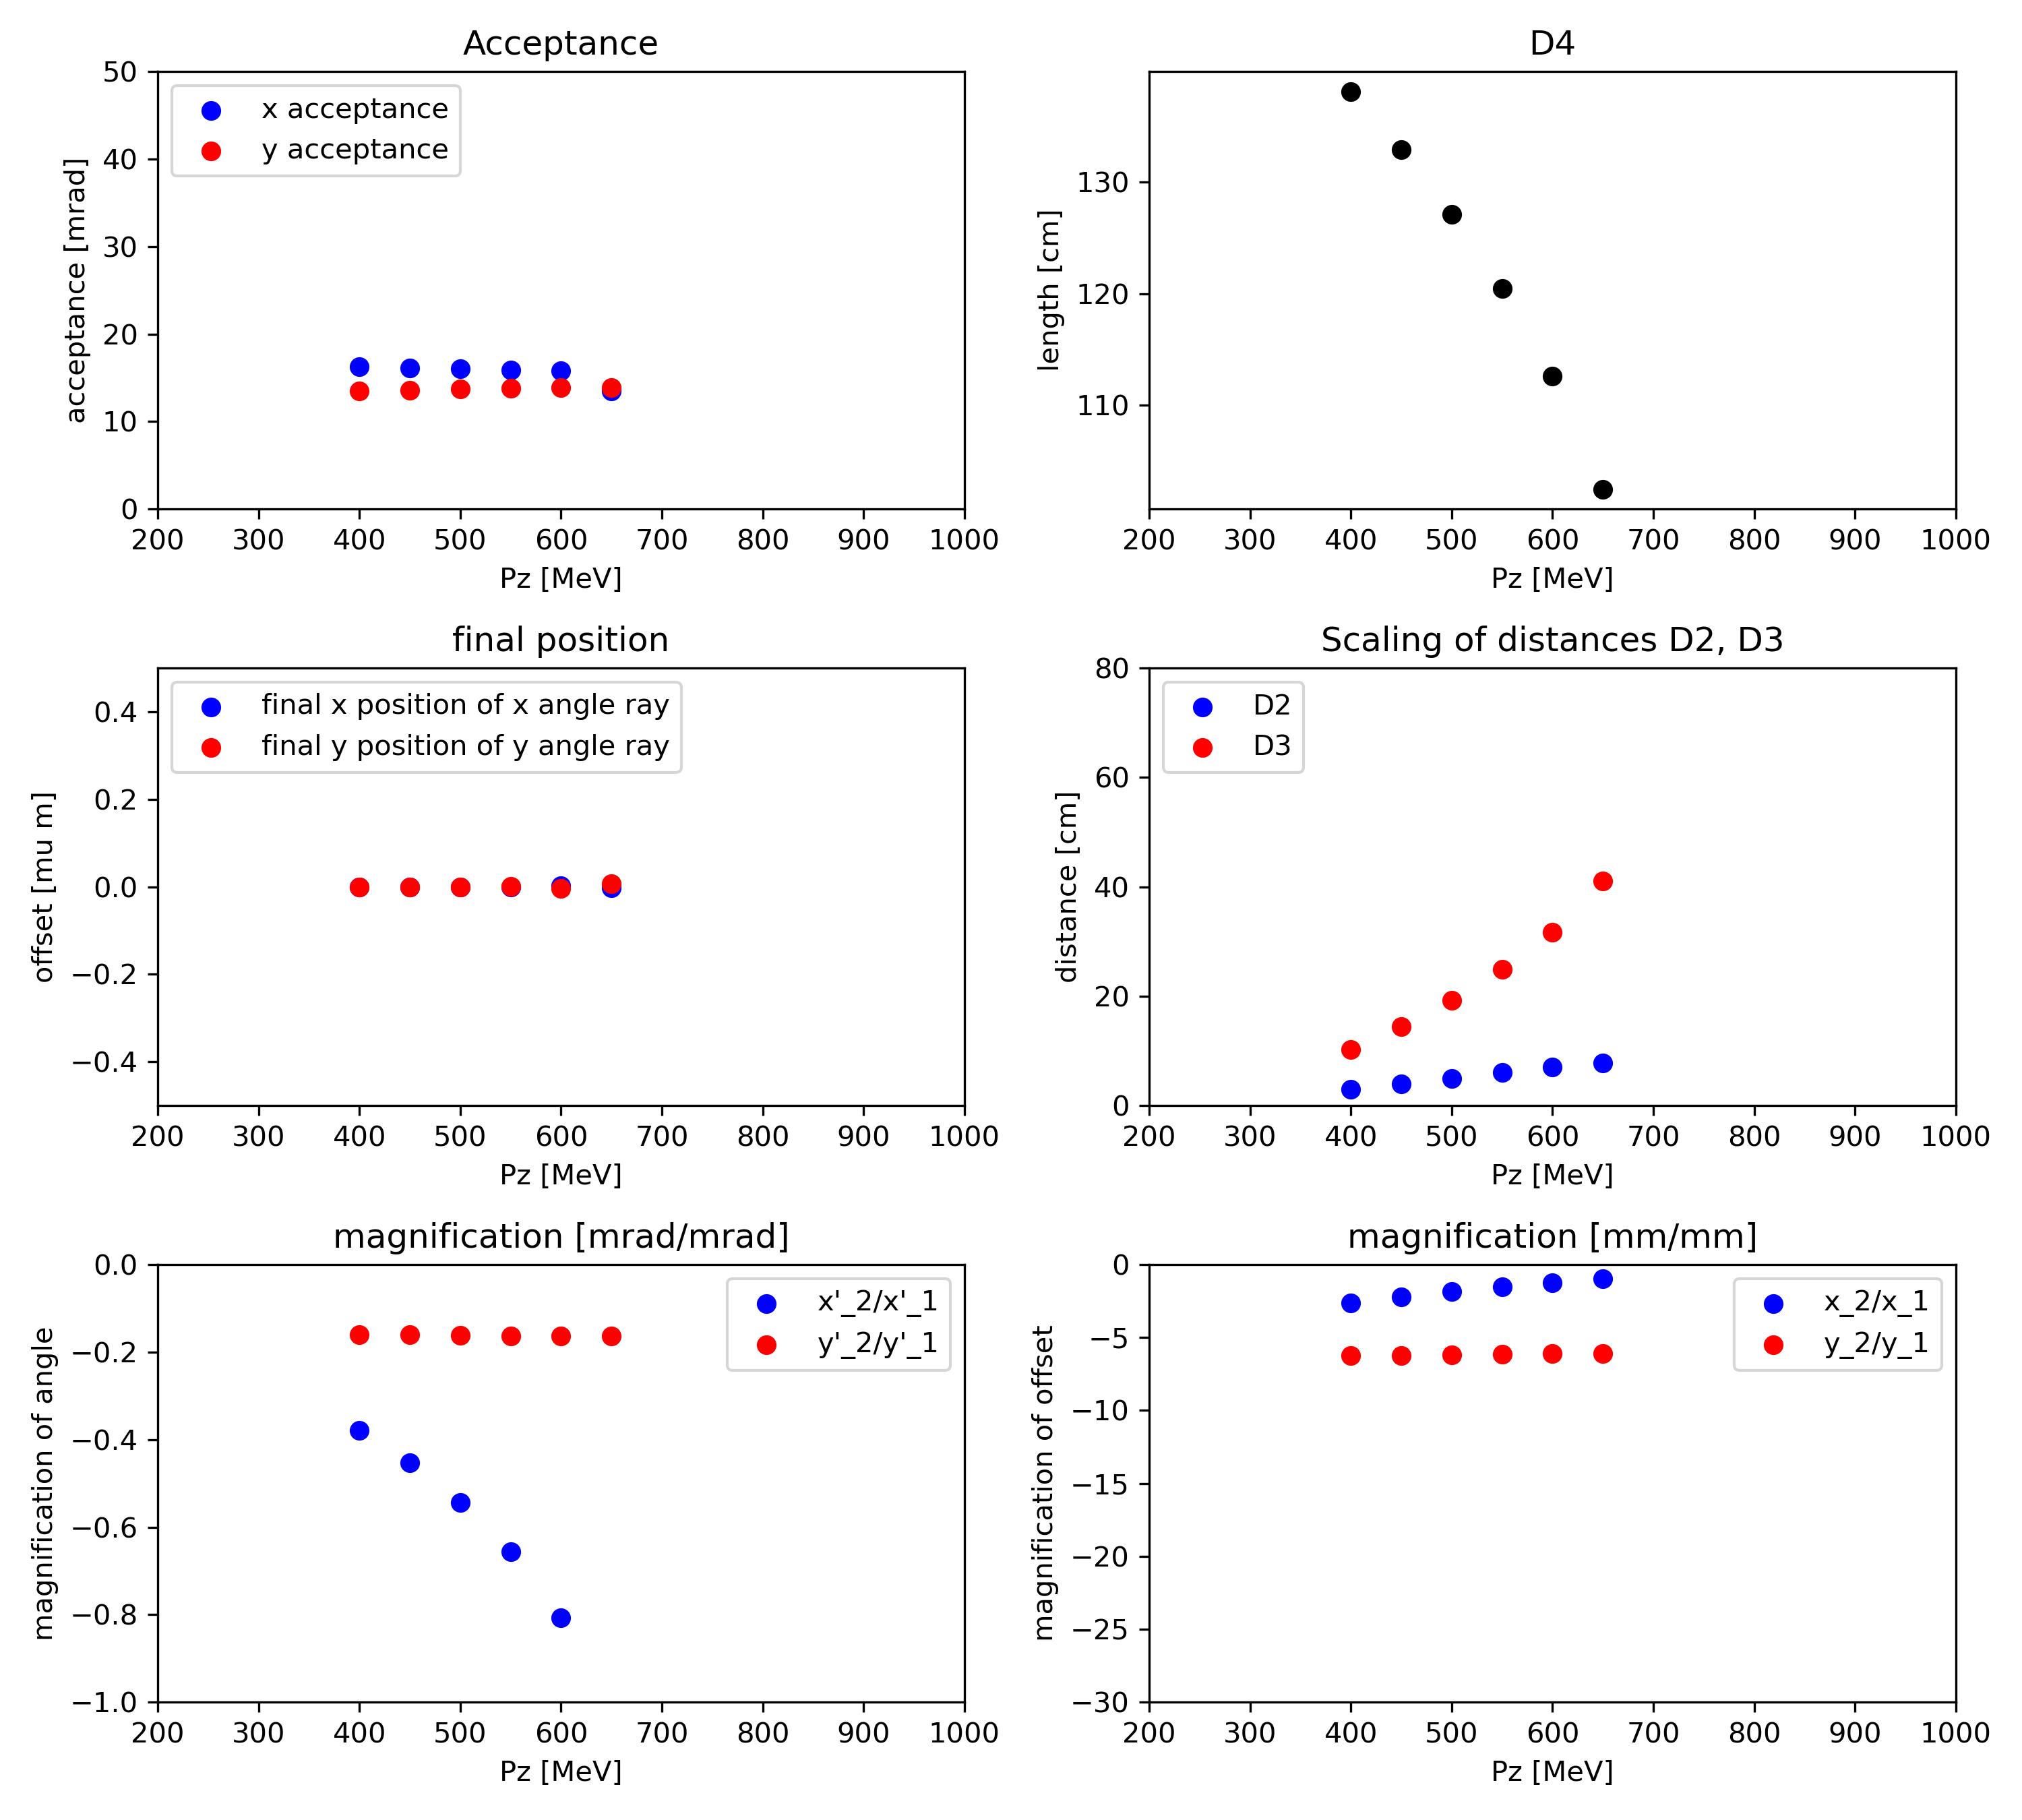 Acceptance
50
40
30
20
10
0
acceptance [mrad]
x acceptance
y acceptance
200 300 400 500 600 700 800 900 1000
Pz [MeV]
D4
130
120
110
length [cm]
200 300 400 500 600 700 800 900 1000
Pz [MeV]
final position
0.4
0.2
0.0
−0.2
−0.4
offset [mu m]
final x position of x angle ray
final y position of y angle ray
200 300 400 500 600 700 800 900 1000
Pz [MeV]
Scaling of distances D2, D3
80
60
40
20
0
distance [cm]
D2
D3
200 300 400 500 600 700 800 900 1000
Pz [MeV]
magnification [mrad/mrad]
0.0
−0.2
−0.4
−0.6
−0.8
−1.0
magnification of angle
x'_2/x'_1
y'_2/y'_1
200 300 400 500 600 700 800 900 1000
Pz [MeV]
magnification [mm/mm]
0
−5
−10
−15
−20
−25
−30
magnification of offset
x_2/x_1
y_2/y_1
200 300 400 500 600 700 800 900 1000
Pz [MeV]